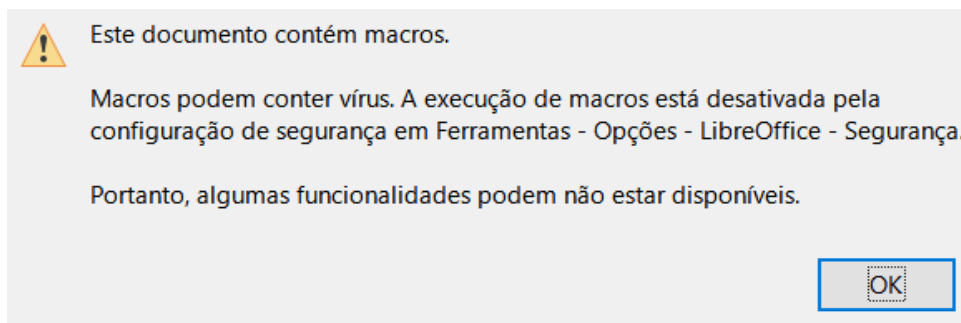 Este documento contém macros.
Macros podem conter vírus. A execução de macros está desativada pela
configuração de segurança em Ferramentas - Opções - LibreOffice - Segurança.
Portanto, algumas funcionalidades podem não estar disponíveis.
OK